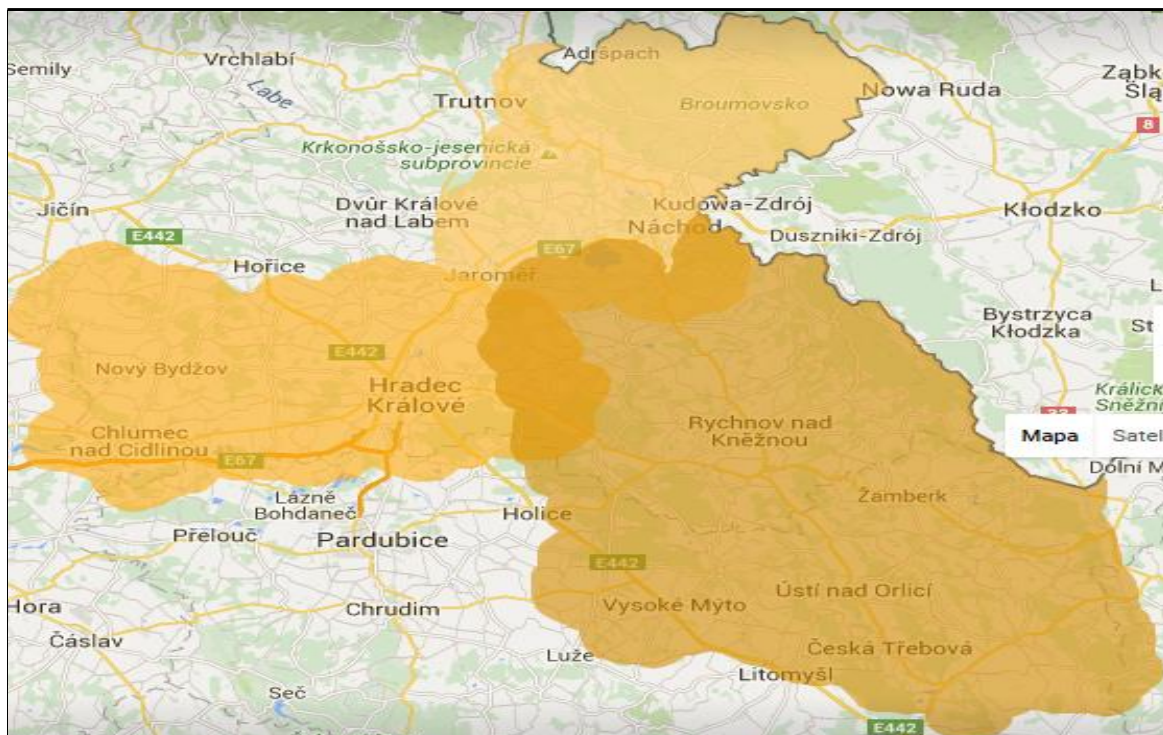 Adršpach
Vrchlabí
Semily
Ząbk
Śląs
Nowa Ruda
Labe
Trutnov
Broumovsko
8
Krkonošsko-jesenická
subprovincie
Dvůr Králové
nad Labem
Kudowa-Zdrój
Kłodzko
Jičín
Náchod
Duszniki-Zdrój
E442
E67
Hořice
Jaroměř
L
Bystrzyca
Kłodzka
St
E442
Nový Bydžov
Hradec
Králové
Králick
Sněžní
33
Rychnov nad
Kněžnou
Mapa
Satel
Chlumec
nad Cidlinou
E67
Dolní M
Lázně
Bohdaneč
Žamberk
Holice
Přelouč
Pardubice
E442
Ústí nad Orlicí
Hora
Chrudim
Vysoké Mýto
Čáslav
Česká Třebová
Luže
Litomyšl
Seč
E442